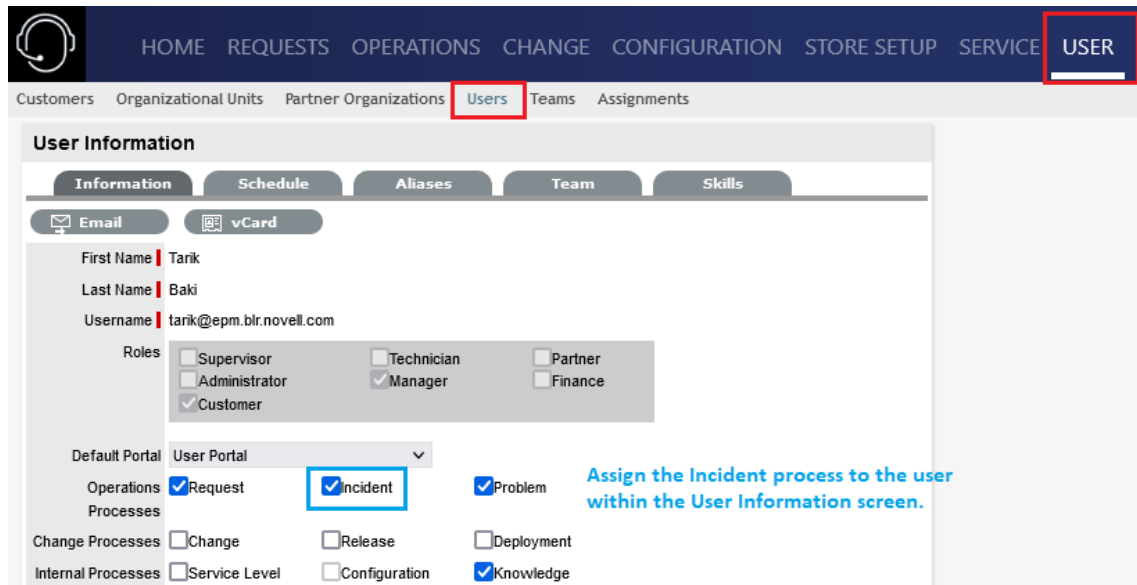 HOME REQUESTS OPERATIONS CHANGE CONFIGURATION STORE SETUP SERVICE USER
Customers Organizational Units Partner Organizations Users Teams Assignments
User Information
Information Schedule Aliases Team Skills
Email vCard
First Name Tarik
Last Name Baki
Username tarik@epm.blr.novell.com
Roles Supervisor Technician Partner
Administrator Manager Finance
Customer
Default Portal User Portal
Operations Processes Request Incident Problem
Assign the Incident process to the user
within the User Information screen.
Change Processes Change Release Deployment
Internal Processes Service Level Configuration Knowledge